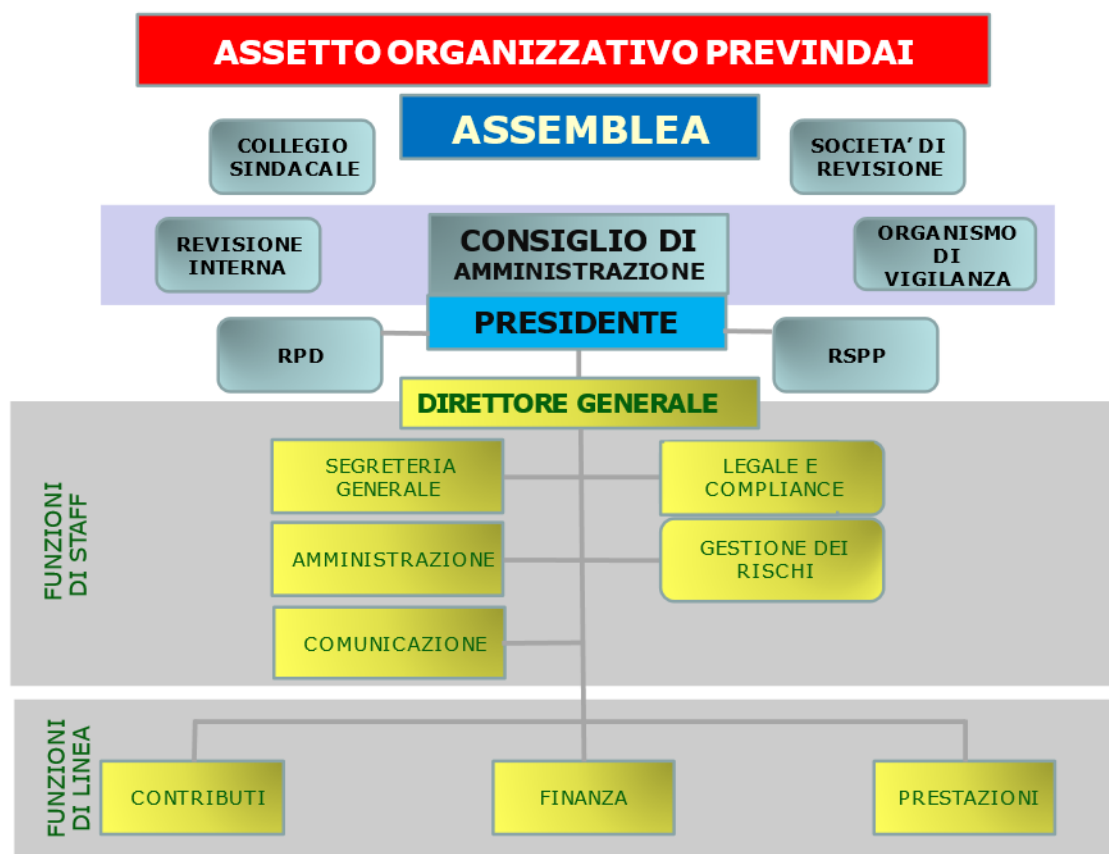 ASSETTO ORGANIZZATIVO PREVINDAI
ASSEMBLEA
COLLEGIO
SINDACALE
SOCIETA’ DI
REVISIONE
REVISIONE
INTERNA
CONSIGLIO DI
AMMINISTRAZIONE
ORGANISMO
DI
VIGILANZA
PRESIDENTE
RPD
RSPP
DIRETTORE GENERALE
FUNZIONI
DI STAFF
SEGRETERIA
GENERALE
LEGALE E
COMPLIANCE
AMMINISTRAZIONE
GESTIONE DEI
RISCHI
COMUNICAZIONE
FUNZIONI
DI LINEA
CONTRIBUTI
FINANZA
PRESTAZIONI